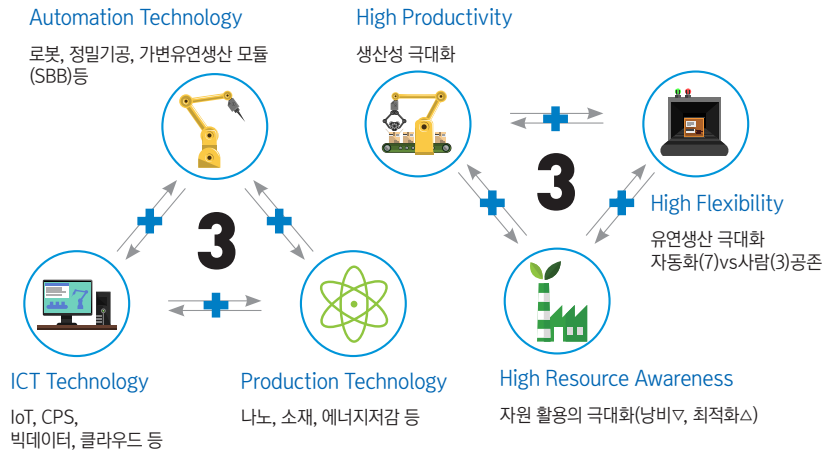 Automation Technology
로봇, 정밀기공, 가변유연생산 모듈
(SBB)등
3
ICT Technology
IoT, CPS,
빅데이터, 클라우드 등
Production Technology
나노, 소재, 에너지저감 등
High Productivity
생산성 극대화
3
High Flexibility
유연생산 극대화
자동화(7)vs사람(3)공존
High Resource Awareness
자원 활용의 극대화(낭비▽, 최적화△)